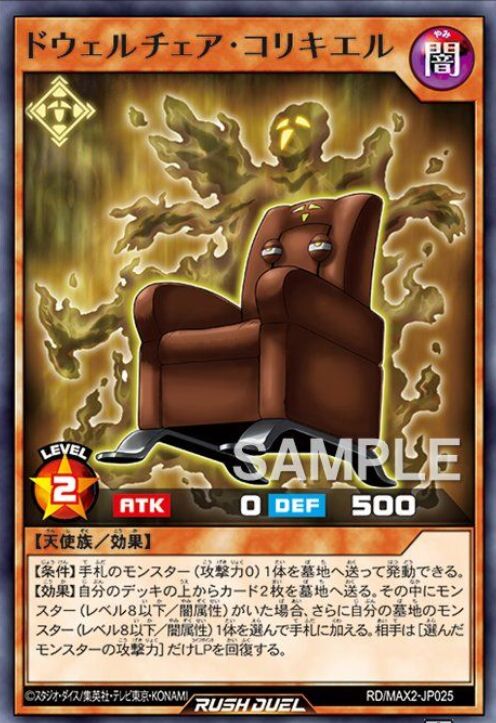 ドウェルチェア・コリキエル
やみ
闇
SAMPLE
LEVEL
2
ATK 0 DEF 500
【天使族/効果】
【条件】手札のモンスター(攻撃力0)1体を墓地へ送って発動できる。
【効果】自分のデッキの上からカード2枚を墓地へ送る。その中にモン
スター(レベル8以下/闇属性)がいた場合、さらに自分の墓地のモン
スター(レベル8以下/闇属性)1体を選んで手札に加える。相手は[選んだ
モンスターの攻撃力]だけLPを回復する。
©スタジオ・ダイス/集英社・テレビ東京・KONAMI
RUSH DUEL
RD/MAX2-JP025